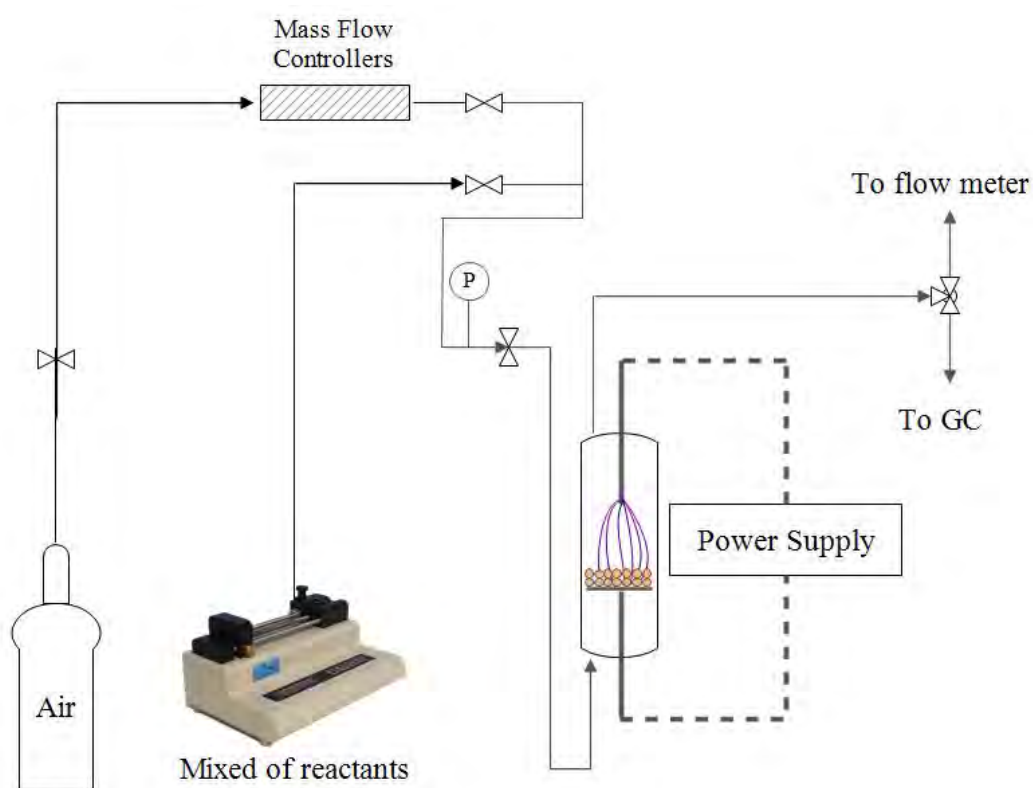 Mass Flow
Controllers
To flow meter
P
To GC
Power Supply
Air
Mixed of reactants